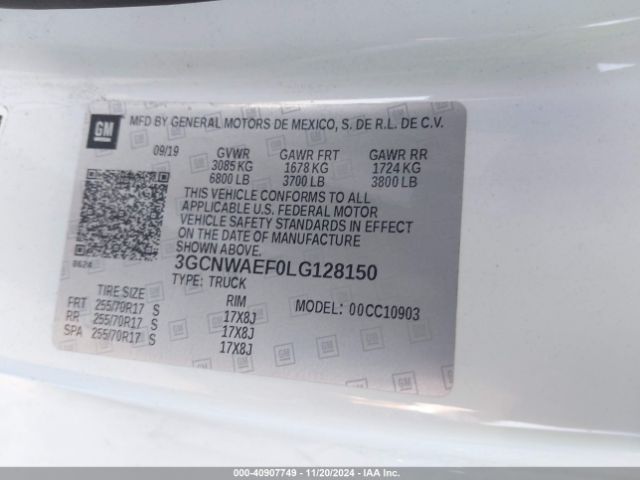 GM
MFD BY GENERAL MOTORS DE MEXICO, S. DE R.L. DE C.V.
09/19 GVWR GAWR FRT GAWR RR
3085 KG 1678 KG 1724 KG
6800 LB 3700 LB 3800 LB
THIS VEHICLE CONFORMS TO ALL
APPLICABLE U.S. FEDERAL MOTOR
VEHICLE SAFETY STANDARDS IN EFFECT
ON THE DATE OF MANUFACTURE
SHOWN ABOVE.
0624
3GCNWAEF0LG128150
TYPE: TRUCK
TIRE SIZE RIM MODEL: 00CC10903
FRT 255/70R17 S 17X8J
RR 255/70R17 S 17X8J
SPA 255/70R17 S 17X8J
000-40907749 - 11/20/2024 - IAAI.COM